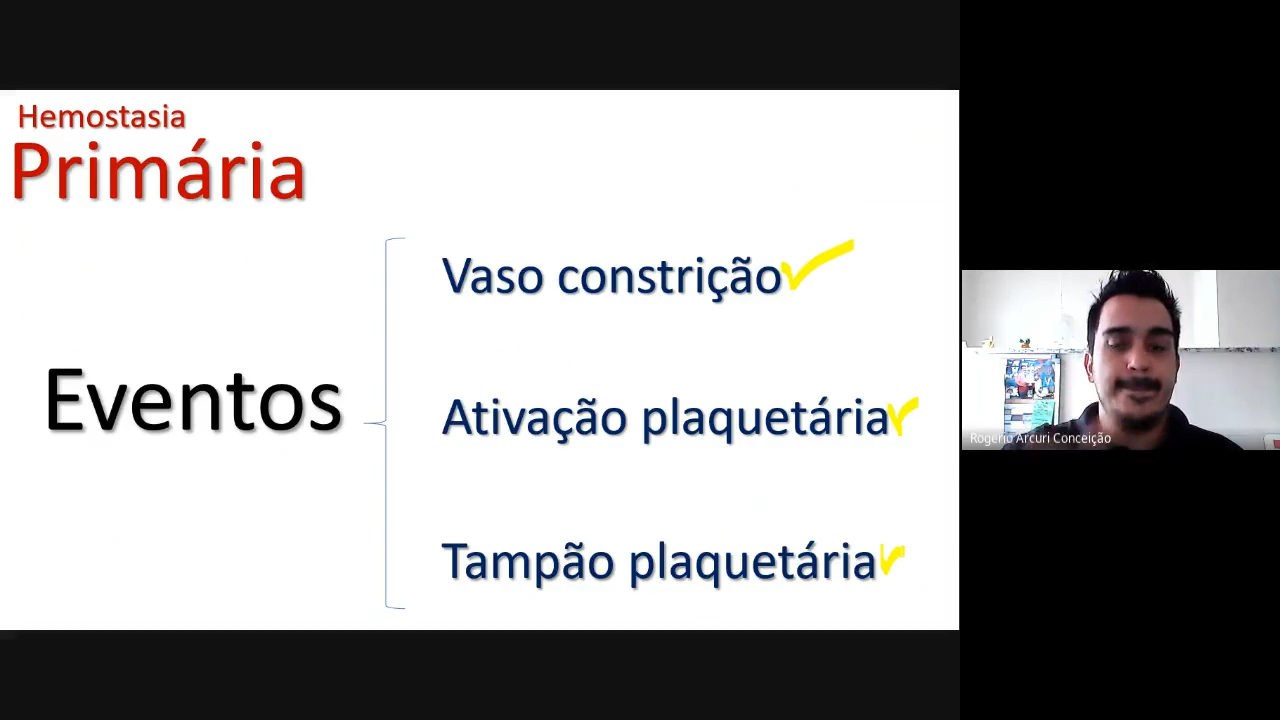 Hemostasia
Primária
Eventos
Vaso constrição
Ativação plaquetária
Tampão plaquetária
Rogerio Arcuri Conceição